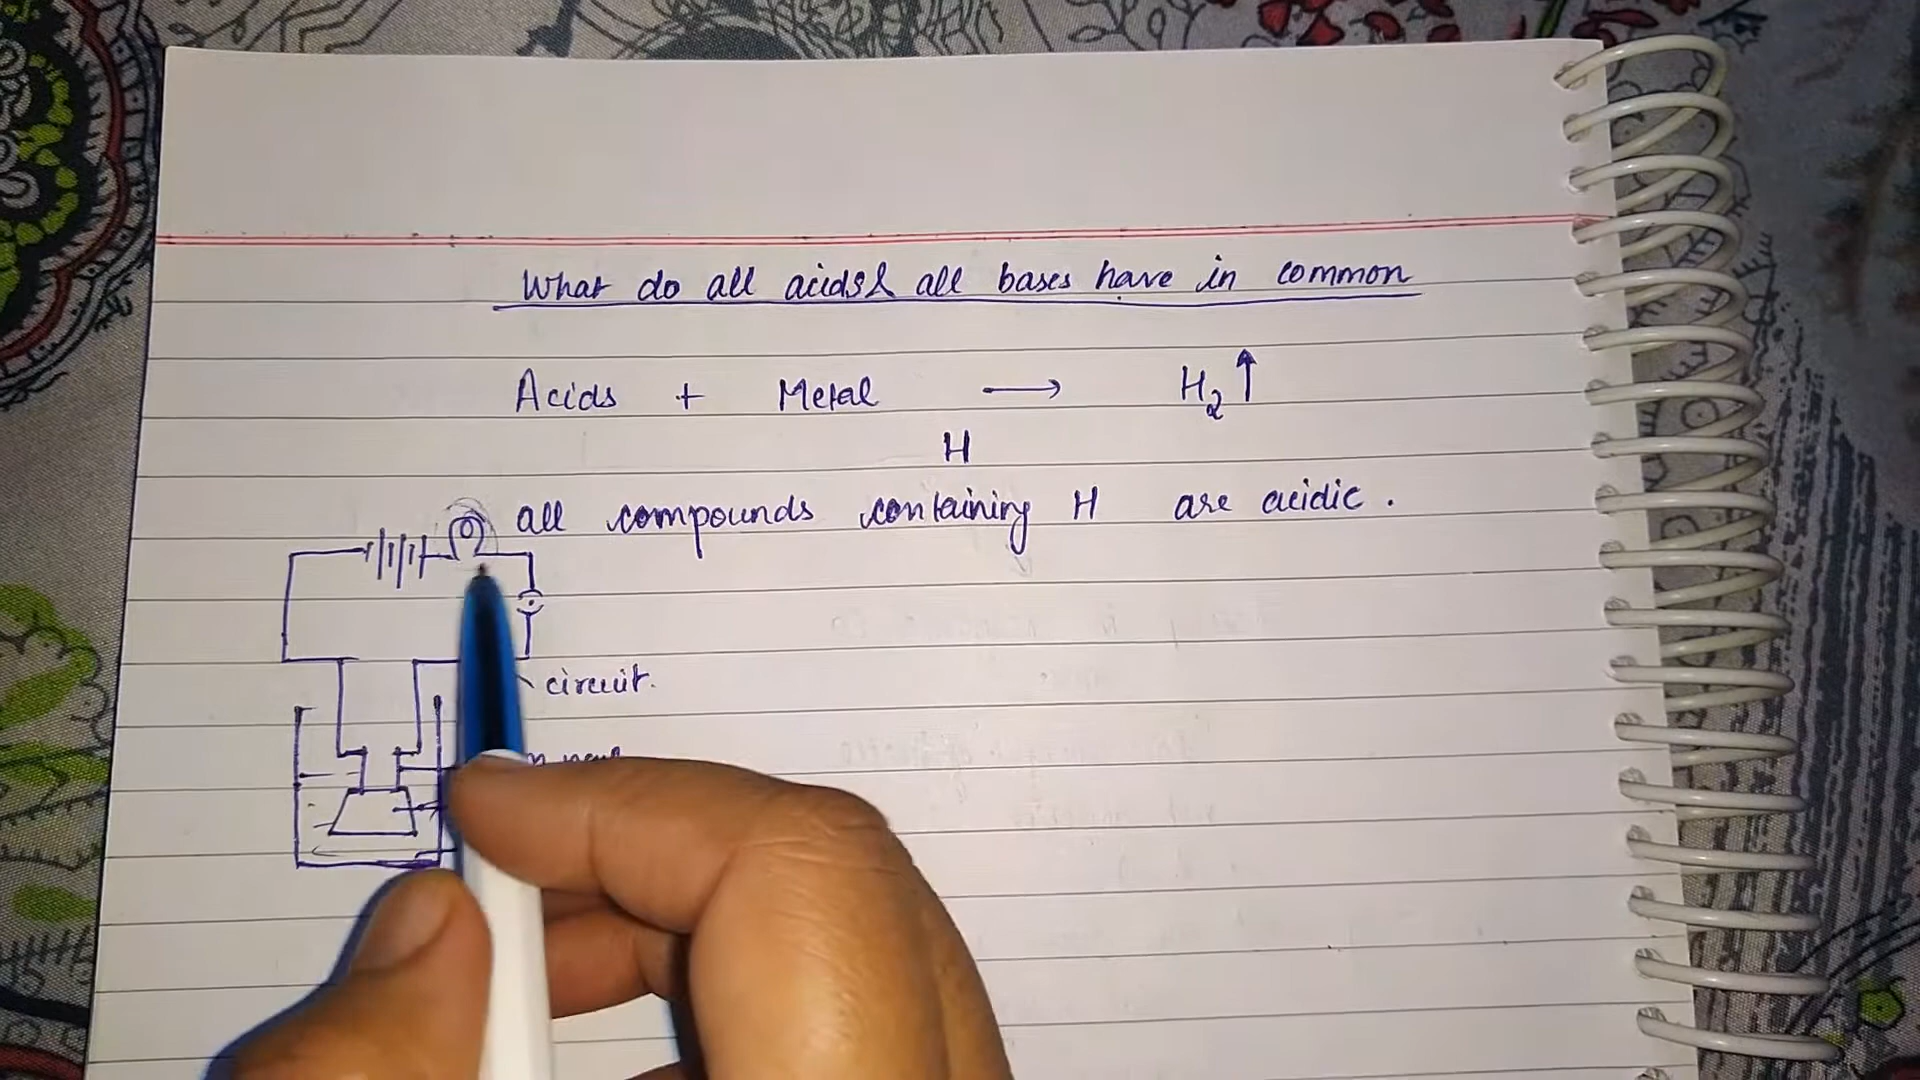 What do all acids & all bases have in common
Acids + Metal ⟶ H₂↑
H
all compounds containing H are acidic.
circuit.